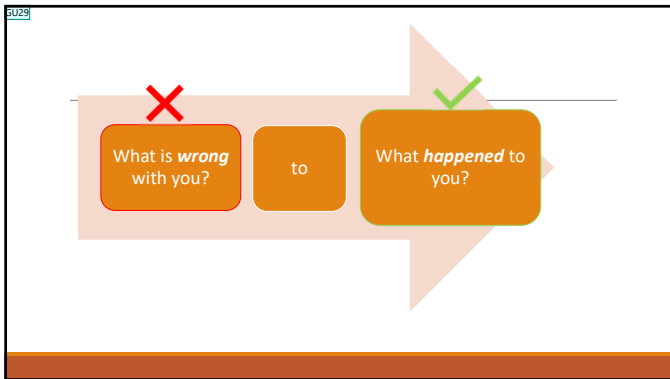 GU29
What is wrong
with you?
to
What happened to
you?